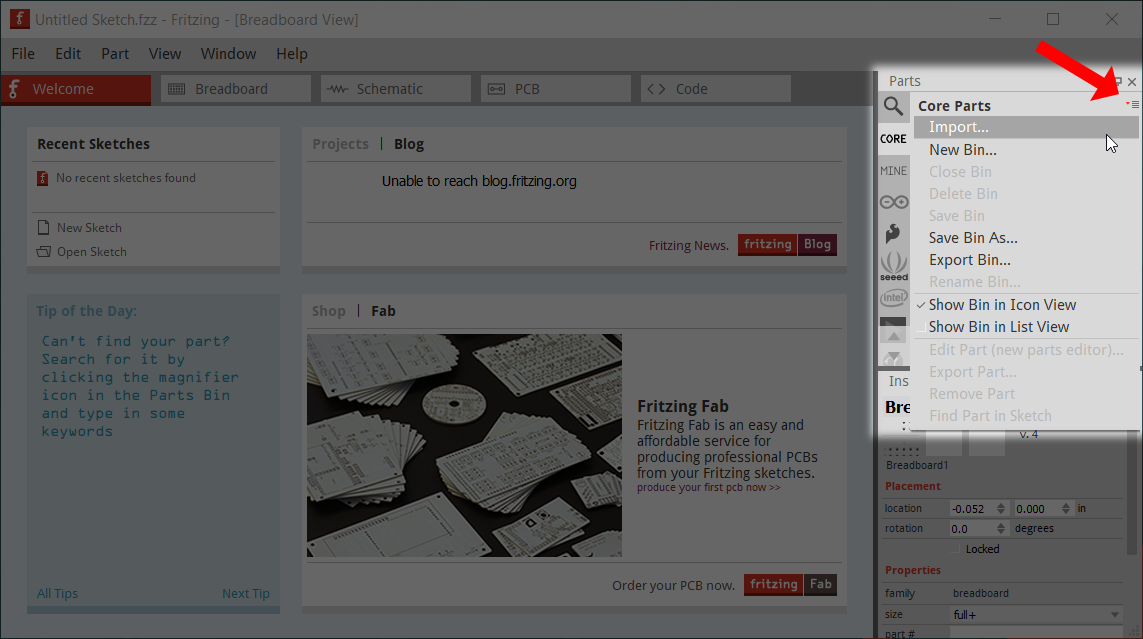 Untitled Sketch.fzz - Fritzing - [Breadboard View]
File Edit Part View Window Help
Welcome Breadboard Schematic PCB Code
Parts
Core Parts
CORE
MINE
seeed
intel
Import...
New Bin...
Close Bin
Delete Bin
Save Bin
Save Bin As...
Export Bin...
Rename Bin...
Show Bin in Icon View
Show Bin in List View
Edit Part (new parts editor)...
Export Part...
Remove Part
Find Part in Sketch
Recent Sketches
No recent sketches found
New Sketch
Open Sketch
Projects | Blog
Unable to reach blog.fritzing.org
Fritzing News. fritzing Blog
Tip of the Day:
Can't find your part?
Search for it by
clicking the magnifier
icon in the Parts Bin
and type in some
keywords
All Tips Next Tip
Shop | Fab
Fritzing Fab
Fritzing Fab is an easy and
affordable service for
producing professional PCBs
from your Fritzing sketches.
produce your first pcb now >>
Order your PCB now. fritzing Fab
Ins
Bre
v. 4
Breadboard1
Placement
location -0.052 0.000 in
rotation 0.0 degrees
Locked
Properties
family breadboard
size full+
part #